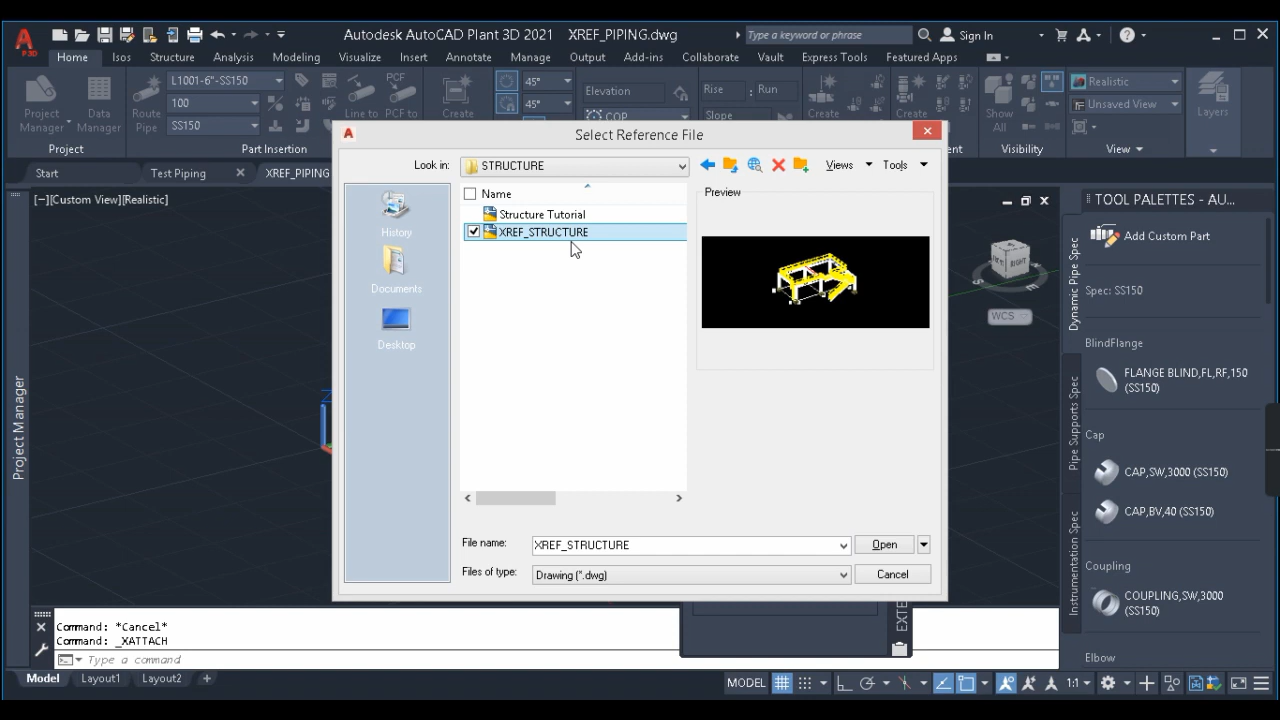 Autodesk AutoCAD Plant 3D 2021 XREF_PIPING.dwg
Type a keyword or phrase
Sign In
P3D
Home Isos Structure Analysis Modeling Visualize Insert Annotate Manage Output Add-ins Collaborate Vault Express Tools Featured Apps
Project Manager
Data Manager
Project
Route Pipe
L1001-6"-SS150
100
SS150
Line to
PCF to
PCF
Part Insertion
Create
45°
45°
Elevation
COP
Rise : Run
Slope
Create
Create
Show All
Visibility
Realistic
Unsaved View
View
Layers
Start
Test Piping
XREF_PIPING
[−][Custom View][Realistic]
Project Manager
Select Reference File
Look in:
STRUCTURE
Views
Tools
History
Documents
Desktop
Name
Structure Tutorial
XREF_STRUCTURE
Preview
File name:
XREF_STRUCTURE
Open
Files of type:
Drawing (*.dwg)
Cancel
RIGHT
WCS
TOOL PALETTES - AU...
Dynamic Pipe Spec
Pipe Supports Spec
Instrumentation Spec
Add Custom Part
Spec: SS150
BlindFlange
FLANGE BLIND,FL,RF,150
(SS150)
Cap
CAP,SW,3000 (SS150)
CAP,BV,40 (SS150)
Coupling
COUPLING,SW,3000
(SS150)
Elbow
Command: *Cancel*
Command: _XATTACH
Type a command
Model Layout1 Layout2
MODEL
1:1